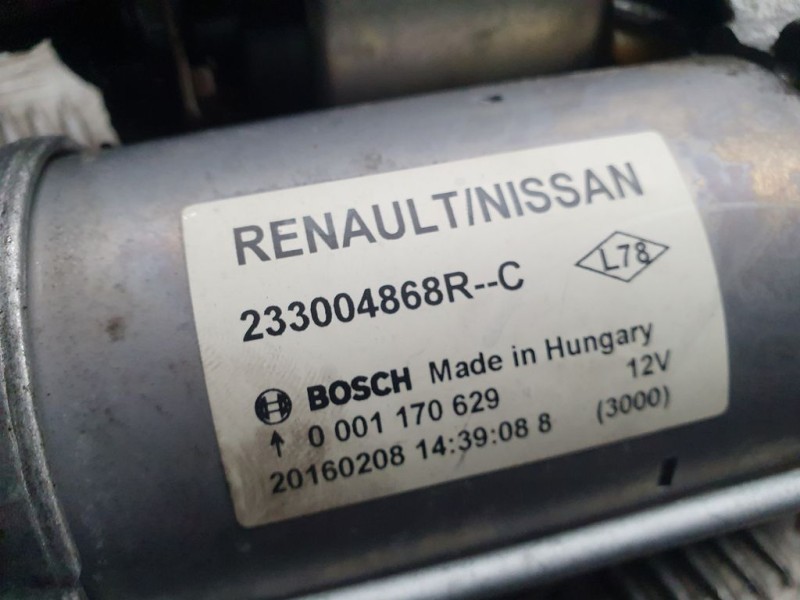 RENAULT/NISSAN
233004868R--C
L78
BOSCH Made in Hungary
0 001 170 629 12V
20160208 14:39:08 8 (3000)